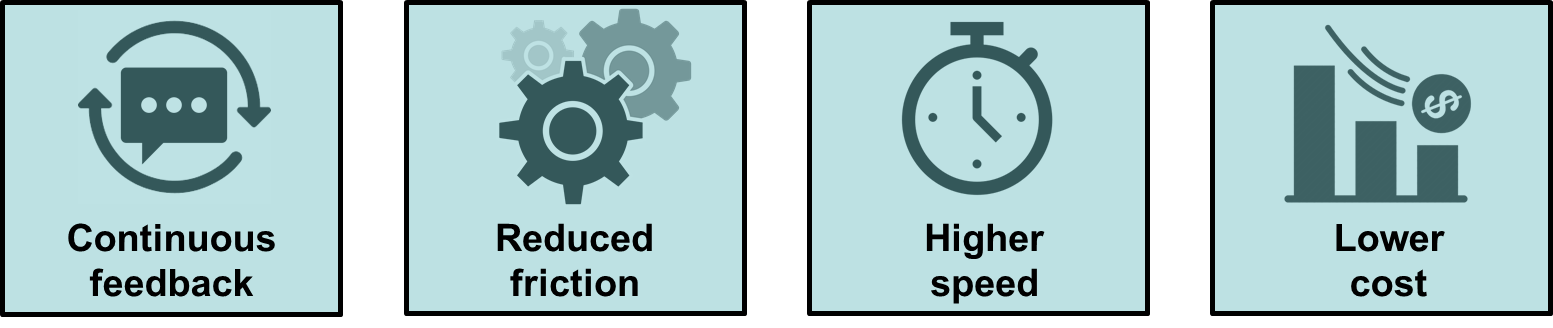 Continuous
feedback
Reduced
friction
Higher
speed
$
Lower
cost